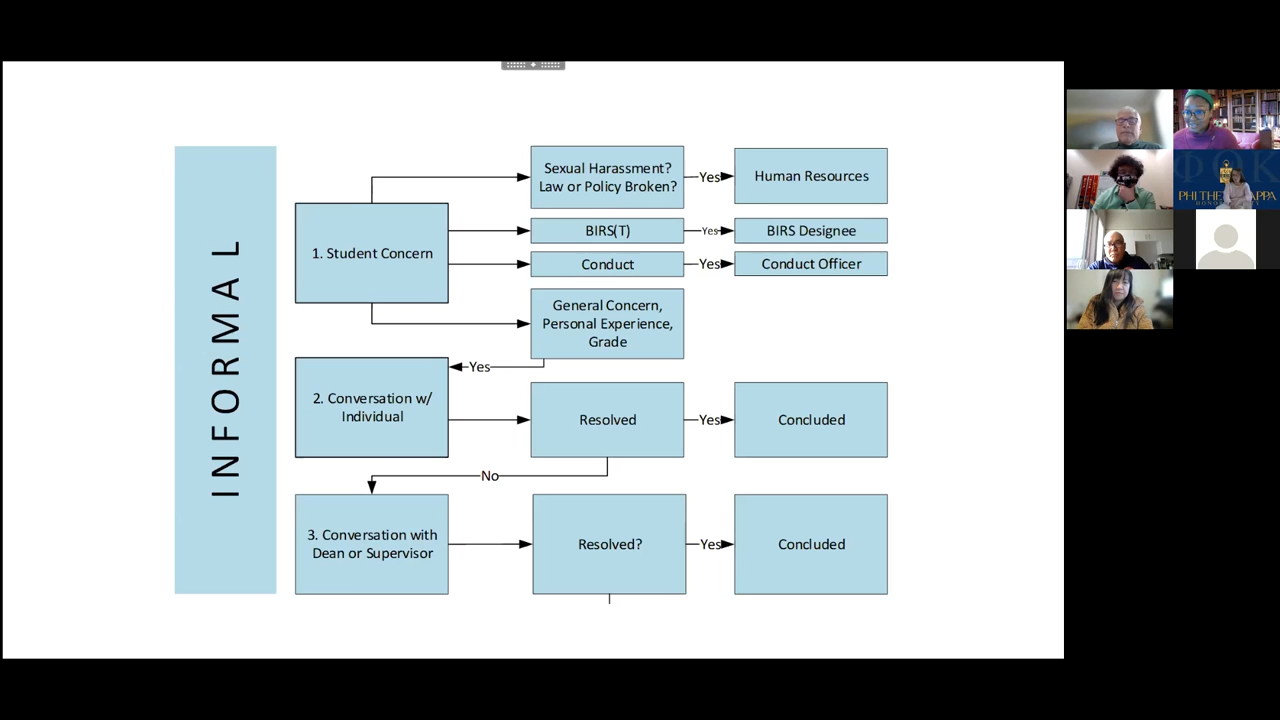 INFORMAL
Sexual Harassment?
Law or Policy Broken?
Yes
Human Resources
1. Student Concern
BIRS(T)
Yes
BIRS Designee
Conduct
Yes
Conduct Officer
General Concern,
Personal Experience,
Grade
Yes
2. Conversation w/
Individual
Resolved
Yes
Concluded
No
3. Conversation with
Dean or Supervisor
Resolved?
Yes
Concluded
ΦΘΚ
PHI